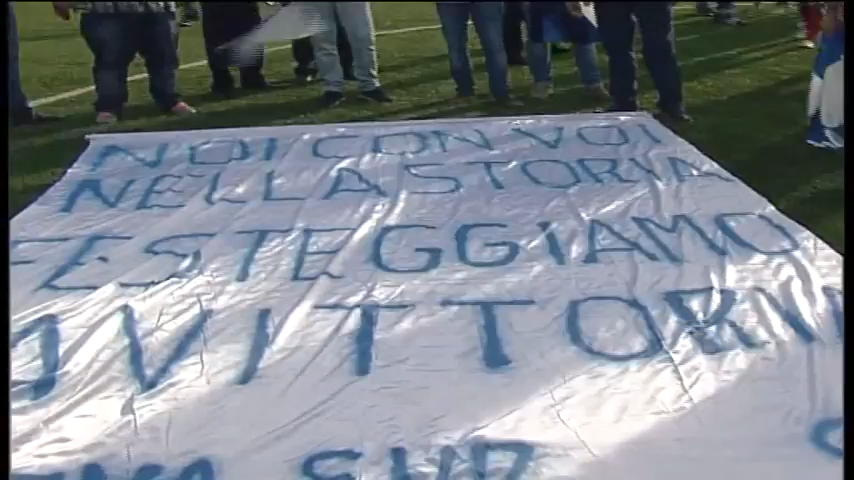 NOI CON VOI
NELLA STORIA
FESTEGGIAMO
VITTORIA